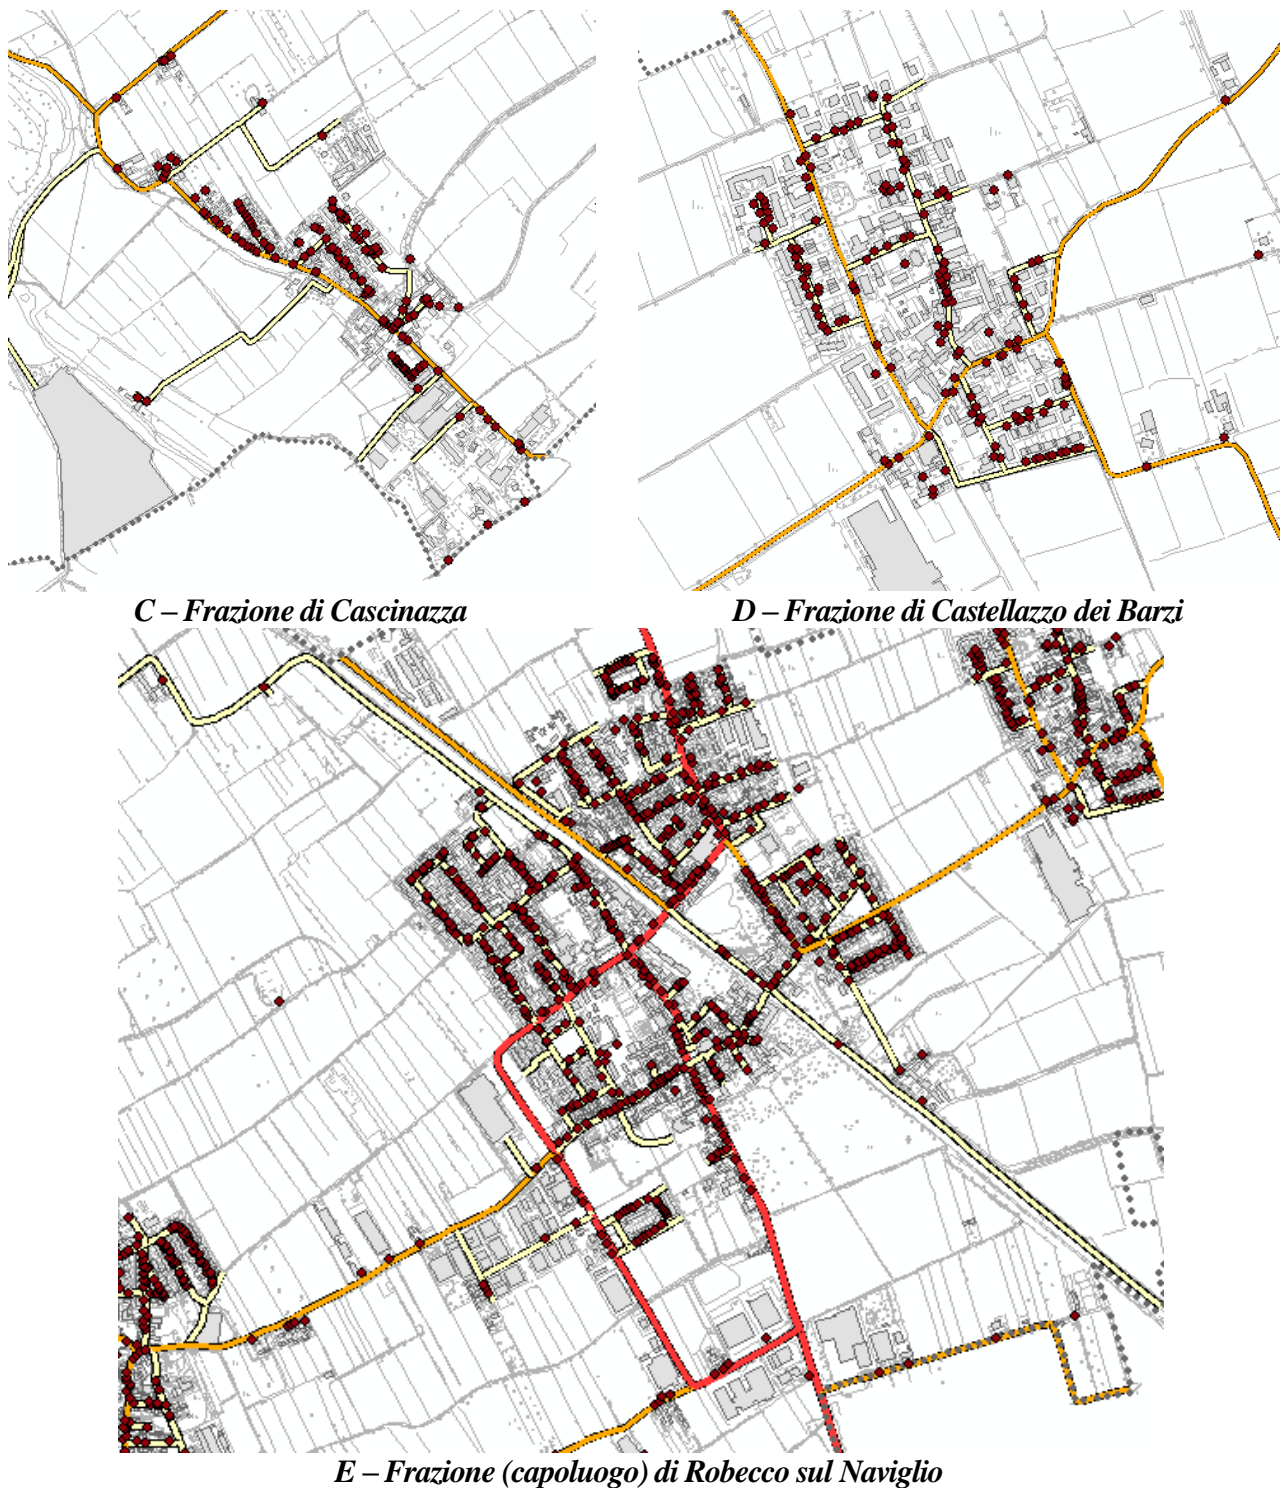 C – Frazione di Cascinazza
D – Frazione di Castellazzo dei Barzi
E – Frazione (capoluogo) di Robecco sul Naviglio